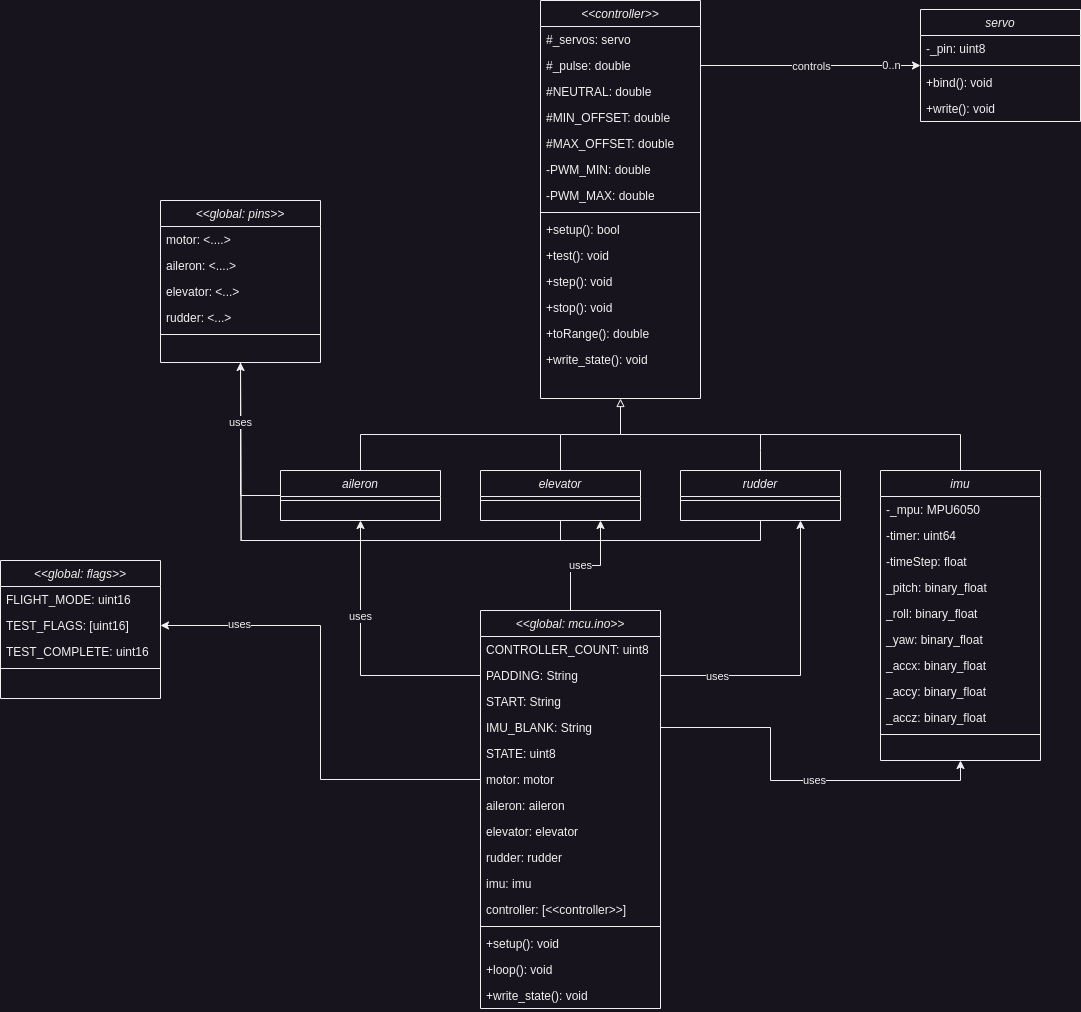 <<controller>>
#_servos: servo
#_pulse: double
#NEUTRAL: double
#MIN_OFFSET: double
#MAX_OFFSET: double
-PWM_MIN: double
-PWM_MAX: double
+setup(): bool
+test(): void
+step(): void
+stop(): void
+toRange(): double
+write_state(): void
controls
0..n
servo
-_pin: uint8
+bind(): void
+write(): void
<<global: pins>>
motor: <....>
aileron: <....>
elevator: <...>
rudder: <...>
uses
aileron
elevator
rudder
imu
-_mpu: MPU6050
-timer: uint64
-timeStep: float
_pitch: binary_float
_roll: binary_float
_yaw: binary_float
_accx: binary_float
_accy: binary_float
_accz: binary_float
<<global: flags>>
FLIGHT_MODE: uint16
TEST_FLAGS: [uint16]
TEST_COMPLETE: uint16
uses
uses
uses
uses
uses
<<global: mcu.ino>>
CONTROLLER_COUNT: uint8
PADDING: String
START: String
IMU_BLANK: String
STATE: uint8
motor: motor
aileron: aileron
elevator: elevator
rudder: rudder
imu: imu
controller: [<<controller>>]
+setup(): void
+loop(): void
+write_state(): void